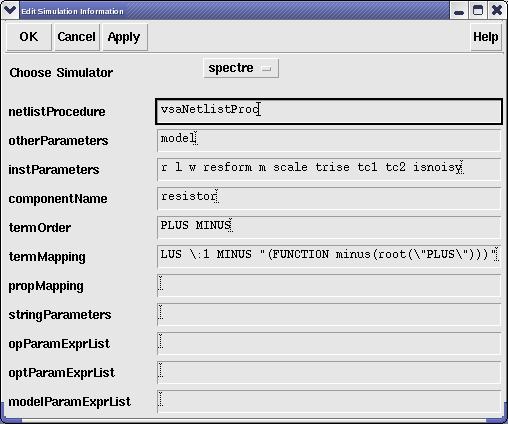 Edit Simulation Information
OK Cancel Apply Help
Choose Simulator spectre
netlistProcedure vsaNetlistProc
otherParameters model
instParameters r l w resform m scale trise tc1 tc2 isnoisy
componentName resistor
termOrder PLUS MINUS
termMapping LUS \:1 MINUS "(FUNCTION minus(root(\"PLUS\")))"
propMapping
stringParameters
opParamExprList
optParamExprList
modelParamExprList